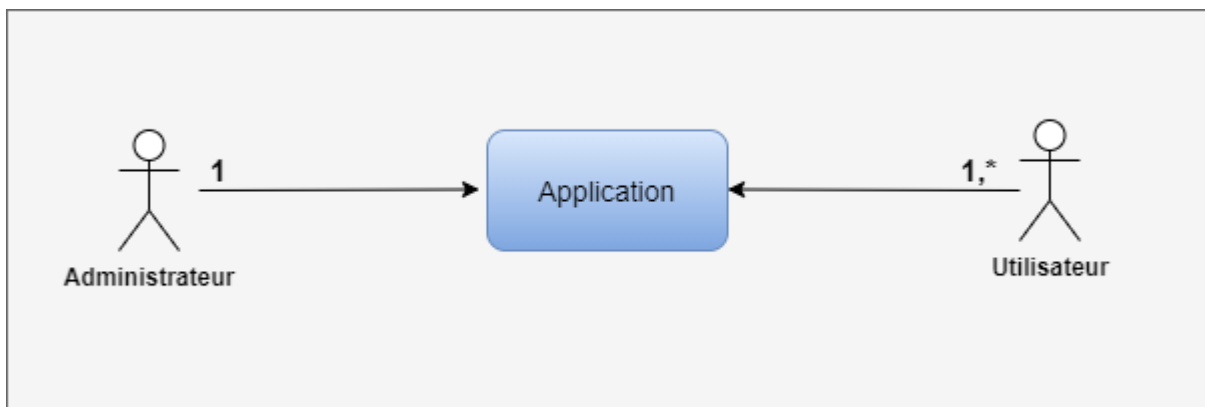 1
1,*
Application
Administrateur
Utilisateur